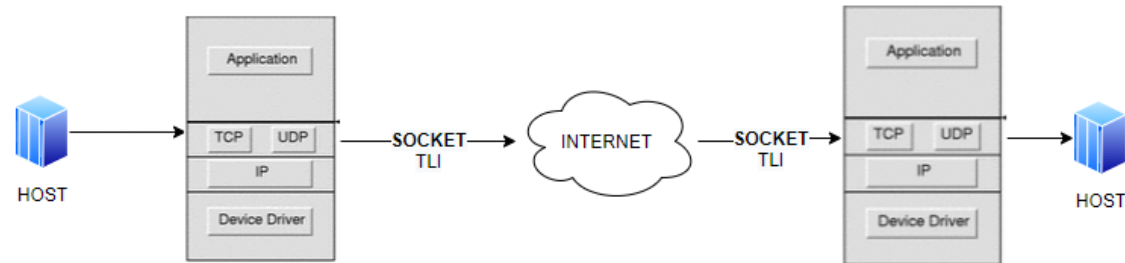 HOST
Application
TCP UDP
IP
Device Driver
SOCKET
TLI
INTERNET
SOCKET
TLI
Application
TCP UDP
IP
Device Driver
HOST